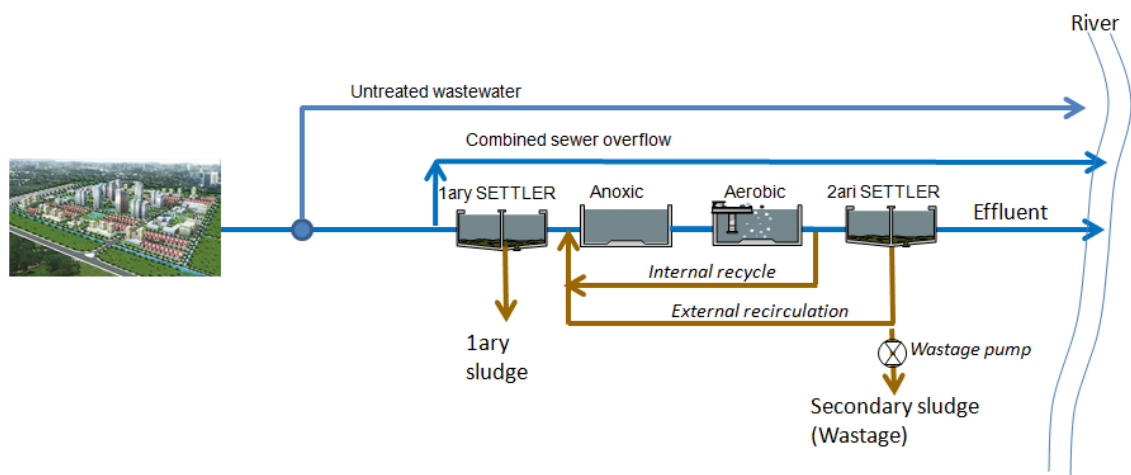 River
Untreated wastewater
Combined sewer overflow
1ary SETTLER
Anoxic
Aerobic
2ari SETTLER
Effluent
Internal recycle
External recirculation
1ary
sludge
Wastage pump
Secondary sludge
(Wastage)